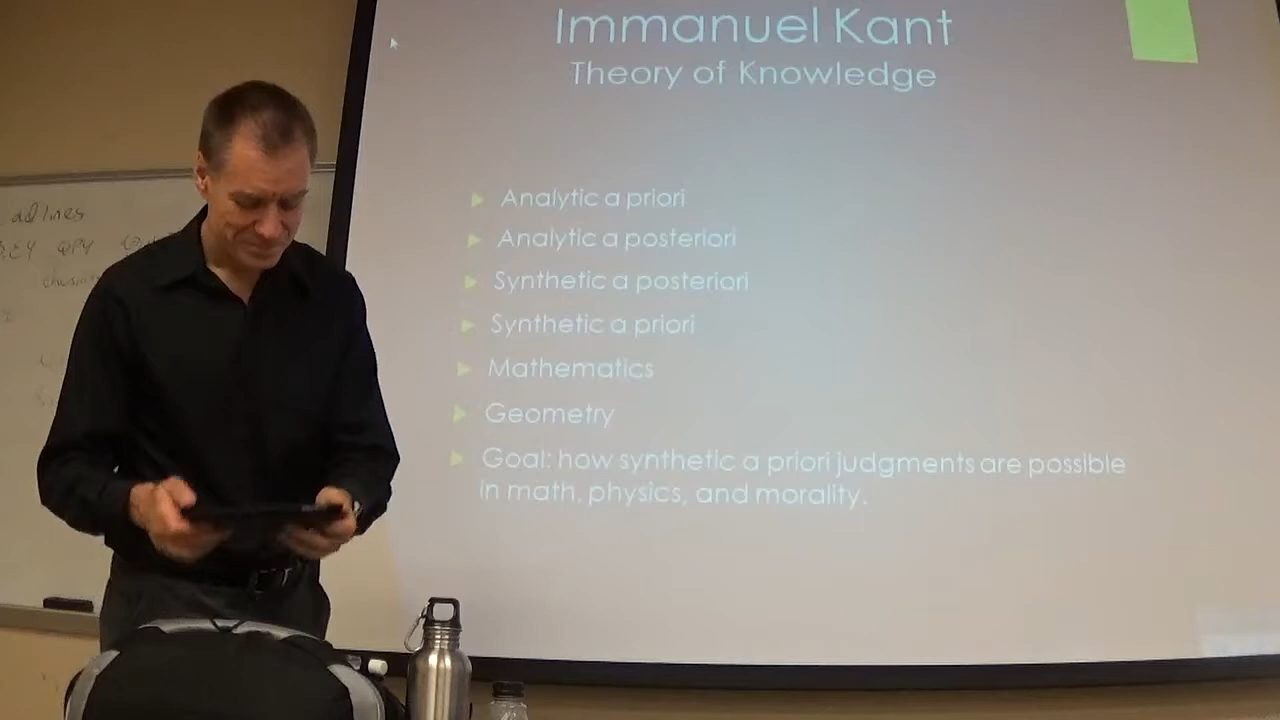 Immanuel Kant
Theory of Knowledge
Analytic a priori
Analytic a posteriori
Synthetic a posteriori
Synthetic a priori
Mathematics
Geometry
Goal: how synthetic a priori judgments are possible
in math, physics, and morality.
adlines